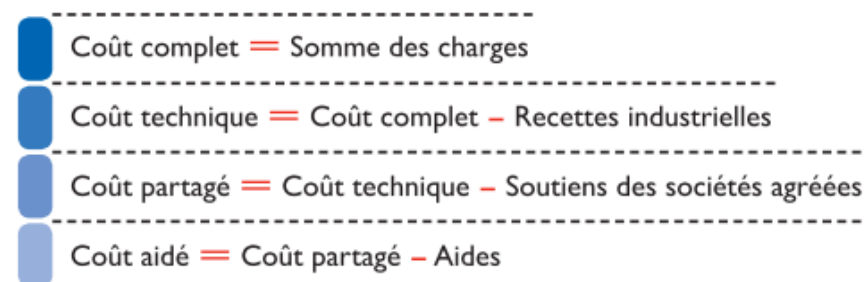 Coût complet = Somme des charges
Coût technique = Coût complet – Recettes industrielles
Coût partagé = Coût technique – Soutiens des sociétés agréées
Coût aidé = Coût partagé – Aides